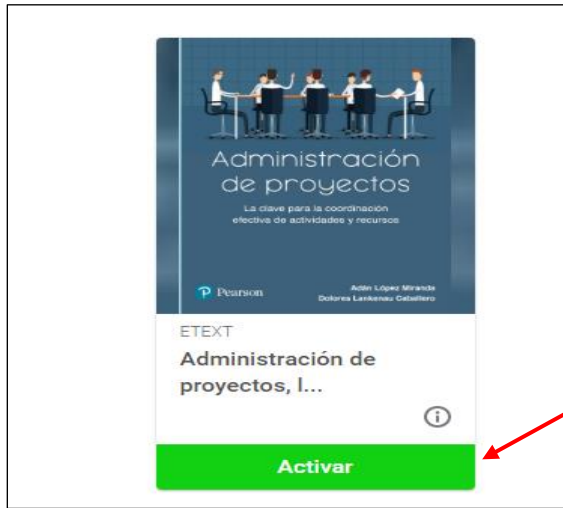 Administración
de proyectos
La clave para la coordinación
efectiva de actividades y recursos
Pearson
Adán López Miranda
Dolores Lankenau Caballero
ETEXT
Administración de
proyectos, l...
Activar